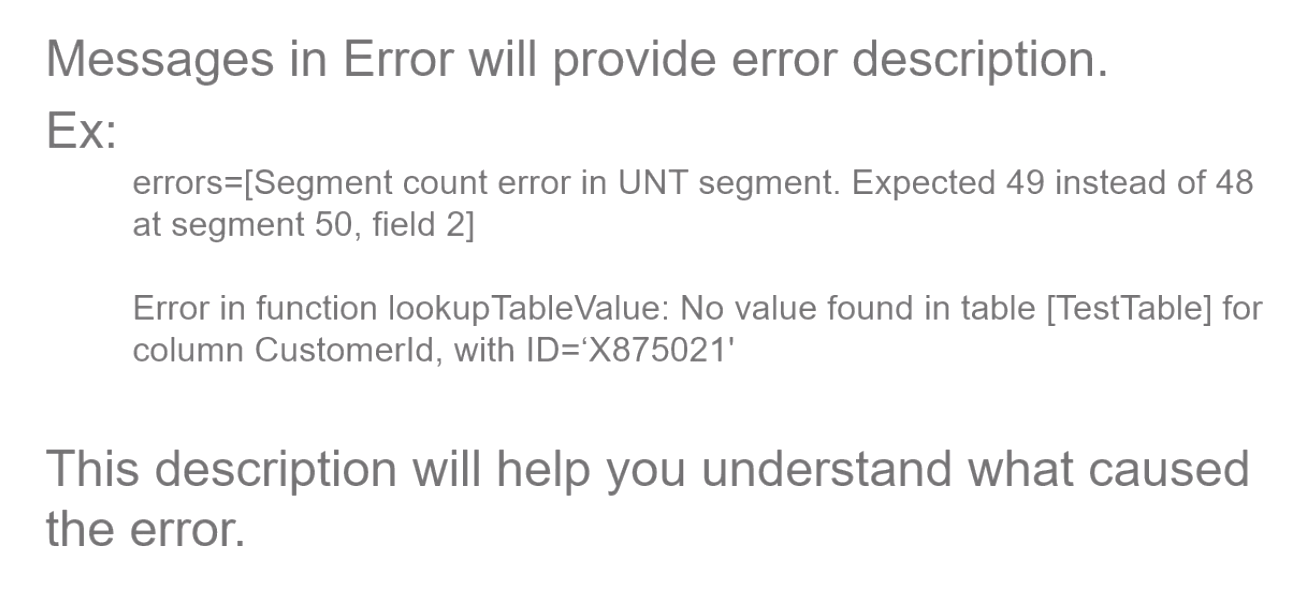 Messages in Error will provide error description.
Ex:
errors=[Segment count error in UNT segment. Expected 49 instead of 48
at segment 50, field 2]
Error in function lookupTableValue: No value found in table [TestTable] for
column CustomerId, with ID=‘X875021'
This description will help you understand what caused
the error.